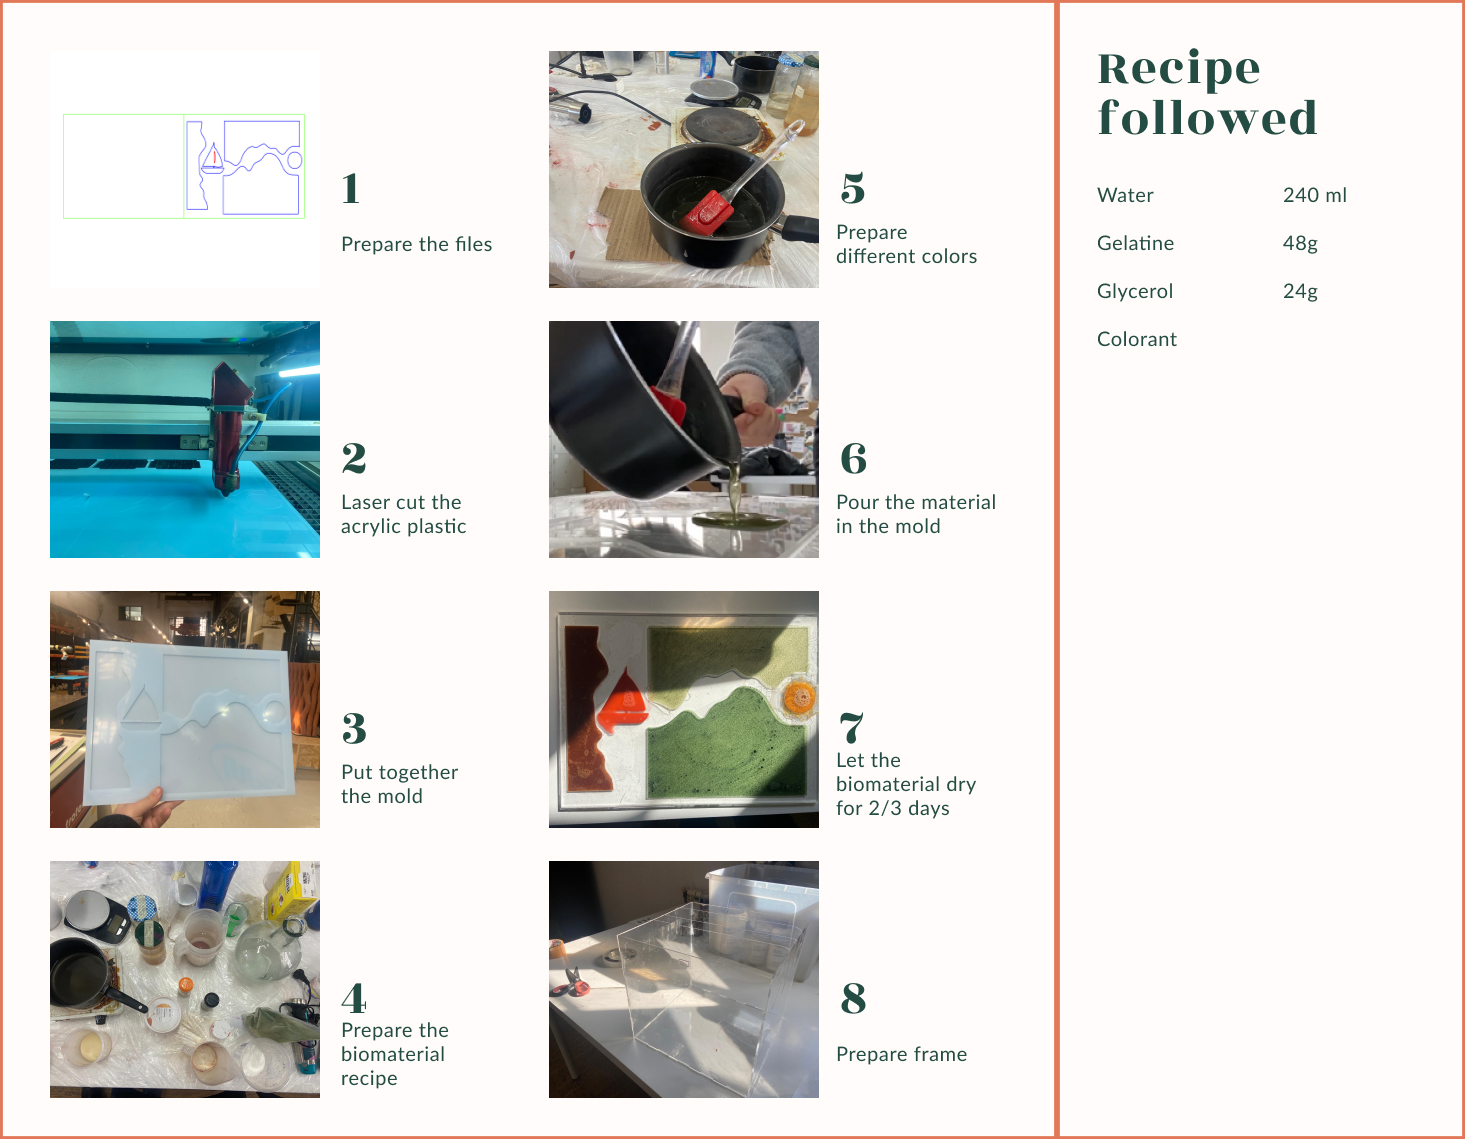 1
Prepare the files
2
Laser cut the
acrylic plastic
3
Put together
the mold
4
Prepare the
biomaterial
recipe
5
Prepare
different colors
6
Pour the material
in the mold
7
Let the
biomaterial dry
for 2/3 days
8
Prepare frame
Recipe
followed
Water 240 ml
Gelatine 48g
Glycerol 24g
Colorant